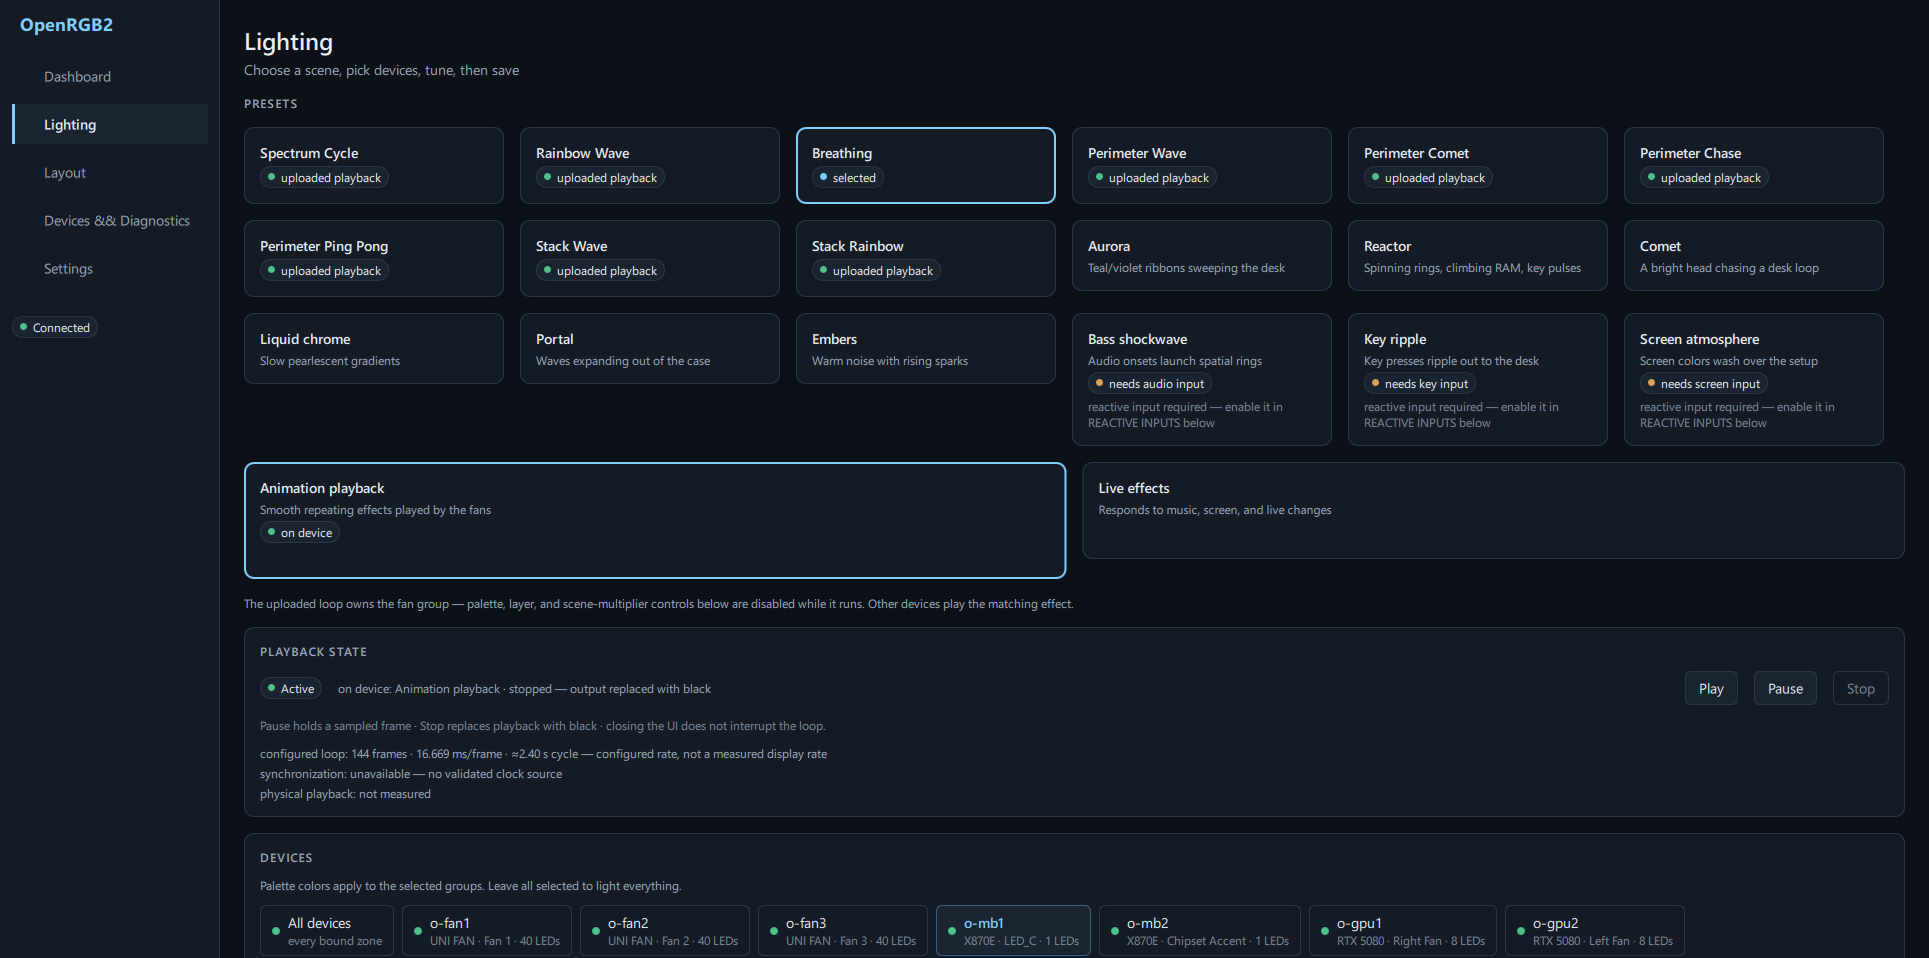 OpenRGB2
Dashboard
Lighting
Layout
Devices && Diagnostics
Settings
Connected
Lighting
Choose a scene, pick devices, tune, then save
PRESETS
Spectrum Cycle
uploaded playback
Rainbow Wave
uploaded playback
Breathing
selected
Perimeter Wave
uploaded playback
Perimeter Comet
uploaded playback
Perimeter Chase
uploaded playback
Perimeter Ping Pong
uploaded playback
Stack Wave
uploaded playback
Stack Rainbow
uploaded playback
Aurora
Teal/violet ribbons sweeping the desk
Reactor
Spinning rings, climbing RAM, key pulses
Comet
A bright head chasing a desk loop
Liquid chrome
Slow pearlescent gradients
Portal
Waves expanding out of the case
Embers
Warm noise with rising sparks
Bass shockwave
Audio onsets launch spatial rings
needs audio input
reactive input required — enable it in
REACTIVE INPUTS below
Key ripple
Key presses ripple out to the desk
needs key input
reactive input required — enable it in
REACTIVE INPUTS below
Screen atmosphere
Screen colors wash over the setup
needs screen input
reactive input required — enable it in
REACTIVE INPUTS below
Animation playback
Smooth repeating effects played by the fans
on device
Live effects
Responds to music, screen, and live changes
The uploaded loop owns the fan group — palette, layer, and scene-multiplier controls below are disabled while it runs. Other devices play the matching effect.
PLAYBACK STATE
Active
on device: Animation playback · stopped — output replaced with black
Play
Pause
Stop
Pause holds a sampled frame · Stop replaces playback with black · closing the UI does not interrupt the loop.
configured loop: 144 frames · 16.669 ms/frame · ≈2.40 s cycle — configured rate, not a measured display rate
synchronization: unavailable — no validated clock source
physical playback: not measured
DEVICES
Palette colors apply to the selected groups. Leave all selected to light everything.
All devices
every bound zone
o-fan1
UNI FAN · Fan 1 · 40 LEDs
o-fan2
UNI FAN · Fan 2 · 40 LEDs
o-fan3
UNI FAN · Fan 3 · 40 LEDs
o-mb1
X870E · LED_C · 1 LEDs
o-mb2
X870E · Chipset Accent · 1 LEDs
o-gpu1
RTX 5080 · Right Fan · 8 LEDs
o-gpu2
RTX 5080 · Left Fan · 8 LEDs